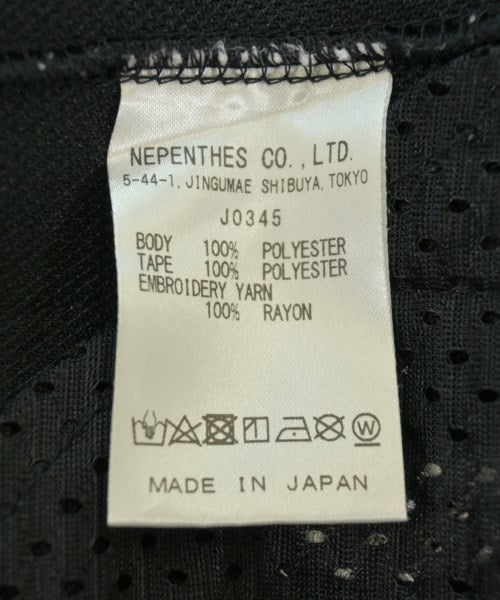 NEPENTHES CO., LTD.
5-44-1, JINGUMAE SHIBUYA, TOKYO
J0345
BODY 100% POLYESTER
TAPE 100% POLYESTER
EMBROIDERY YARN
100% RAYON
W
MADE IN JAPAN